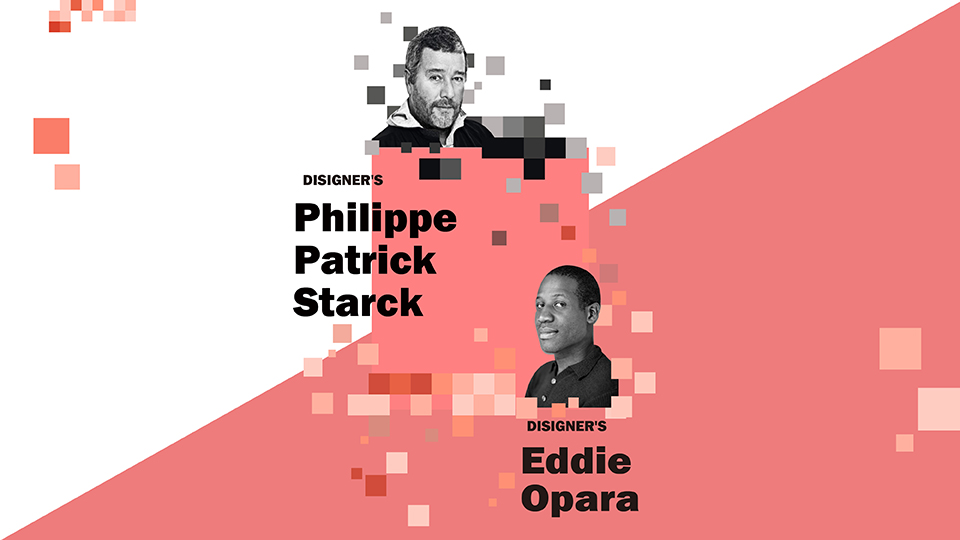 DISIGNER'S
Philippe
Patrick
Starck
DISIGNER'S
Eddie
Opara